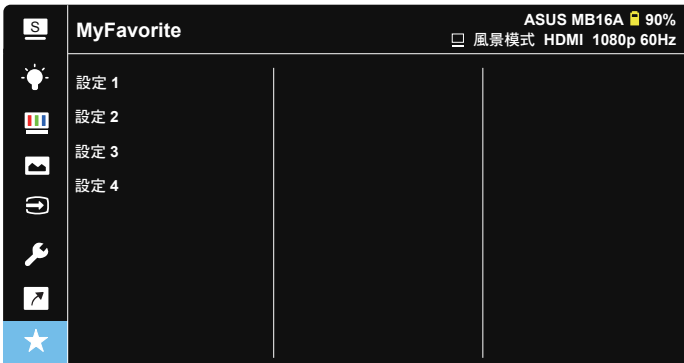 S
MyFavorite
ASUS MB16A 90%
風景模式 HDMI 1080p 60Hz
設定 1
設定 2
設定 3
設定 4